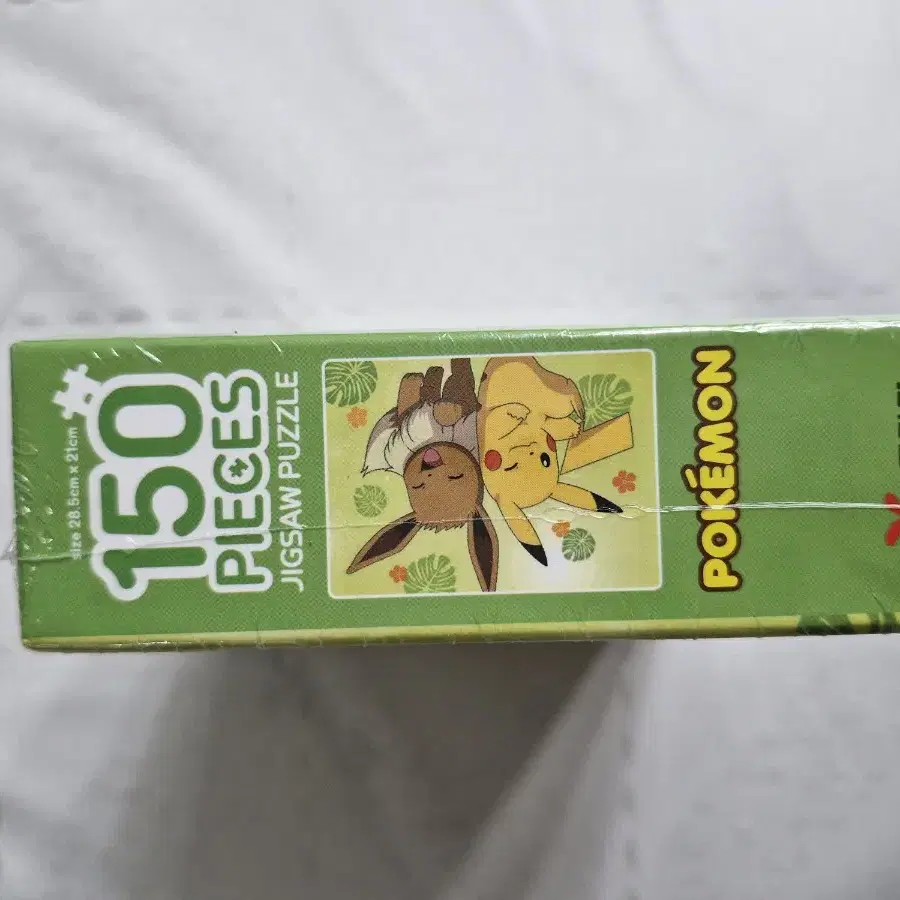 size 28.5cm x 21cm
150
PIECES
JIGSAW PUZZLE
POKÉMON